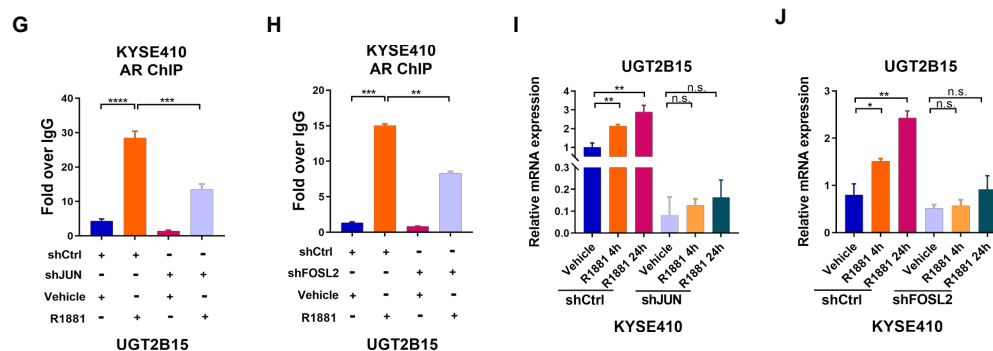 G
KYSE410
AR ChIP
Fold over IgG
40
30
20
10
0
****
***
shCtrl + + - -
shJUN - - + +
Vehicle + - + -
R1881 - + - +
UGT2B15
H
KYSE410
AR ChIP
Fold over IgG
20
15
10
5
0
***
**
shCtrl + + - -
shFOSL2 - - + +
Vehicle + - + -
R1881 - + - +
UGT2B15
I
UGT2B15
Relative mRNA expression
4
3
2
1
0.3
0.2
0.1
0.0
**
**
n.s.
n.s.
Vehicle
R1881 4h
R1881 24h
Vehicle
R1881 4h
R1881 24h
shCtrl
shJUN
KYSE410
J
UGT2B15
Relative mRNA expression
3
2
1
0
**
*
n.s.
n.s.
Vehicle
R1881 4h
R1881 24h
Vehicle
R1881 4h
R1881 24h
shCtrl
shFOSL2
KYSE410